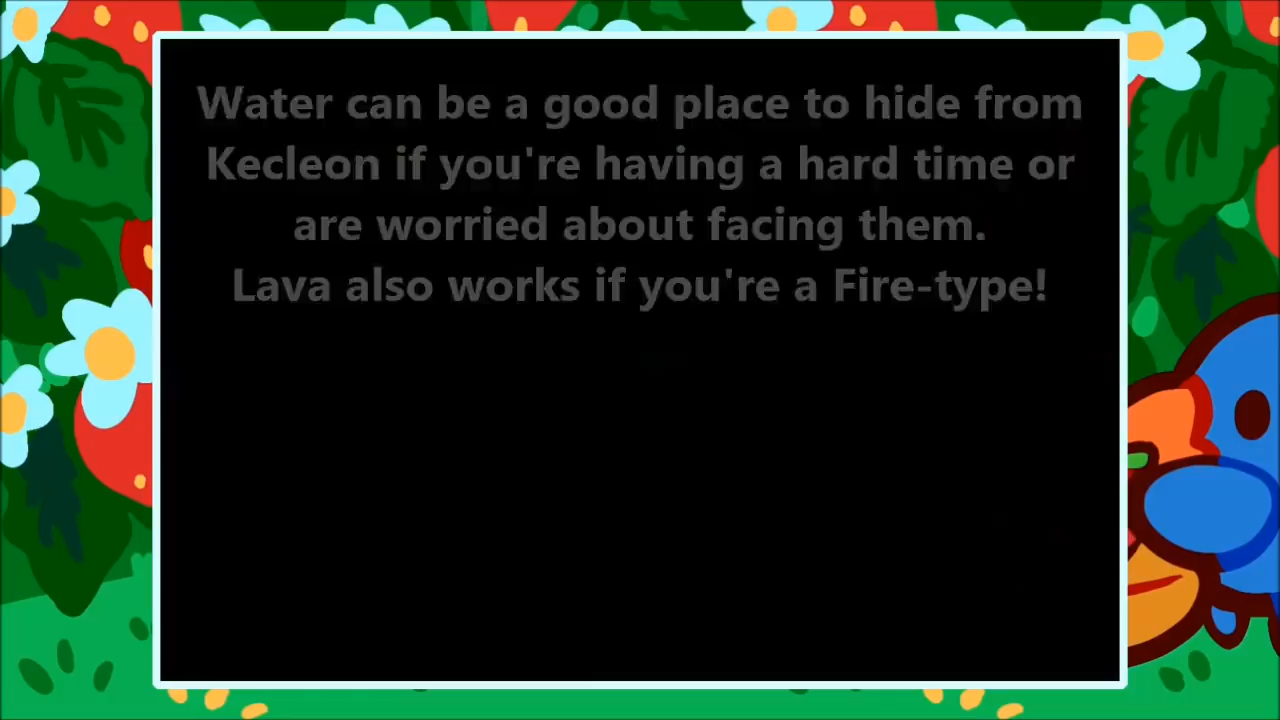 Water can be a good place to hide from
Kecleon if you're having a hard time or
are worried about facing them.
Lava also works if you're a Fire-type!